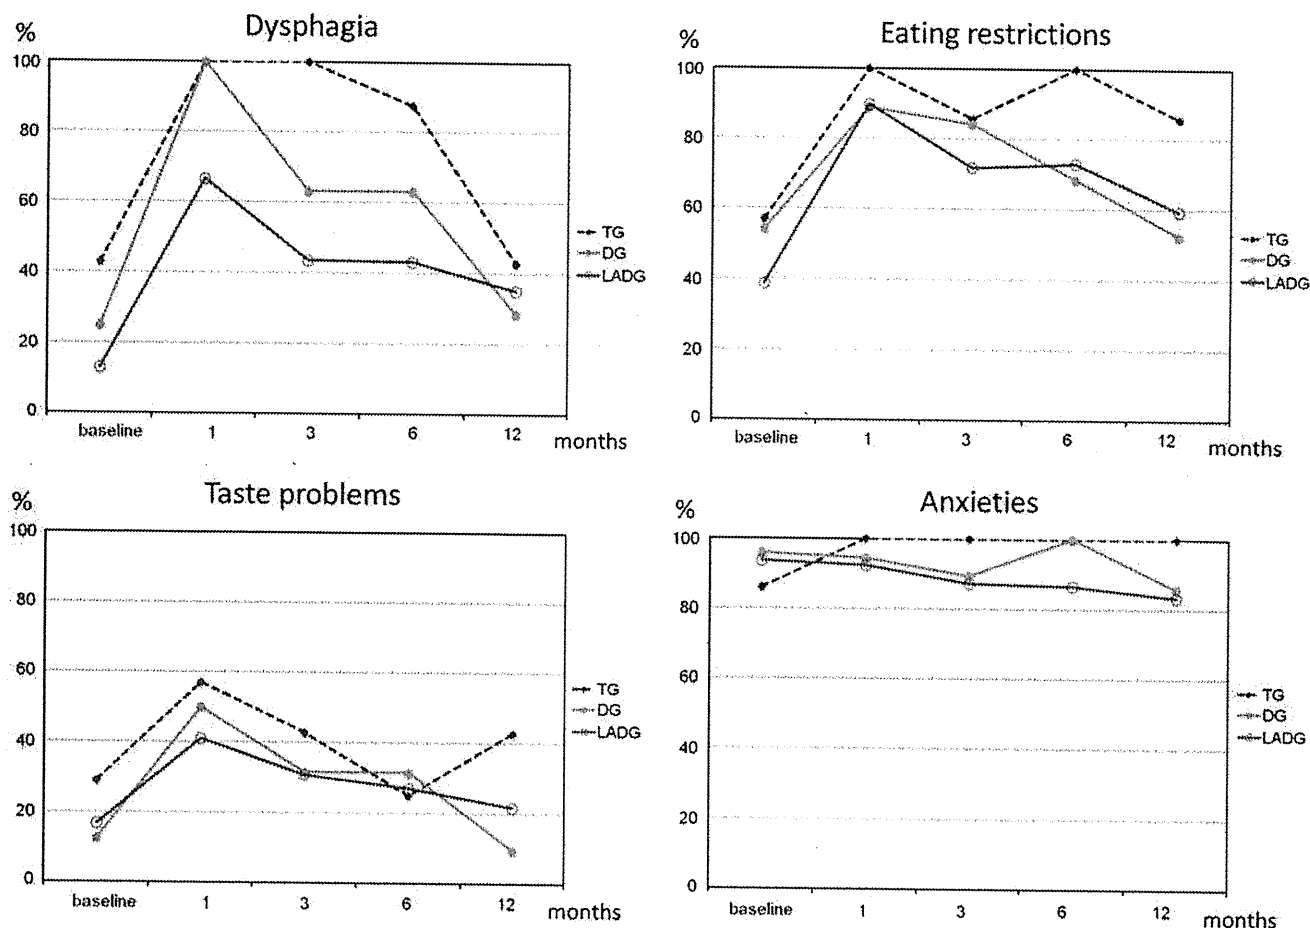 Dysphagia
%
100
80
60
40
20
0
baseline 1 3 6 12 months
TG
DG
LADG
Eating restrictions
%
100
80
60
40
20
0
baseline 1 3 6 12 months
TG
DG
LADG
Taste problems
%
100
80
60
40
20
0
baseline 1 3 6 12 months
TG
DG
LADG
Anxieties
%
100
80
60
40
20
0
baseline 1 3 6 12 months
TG
DG
LADG